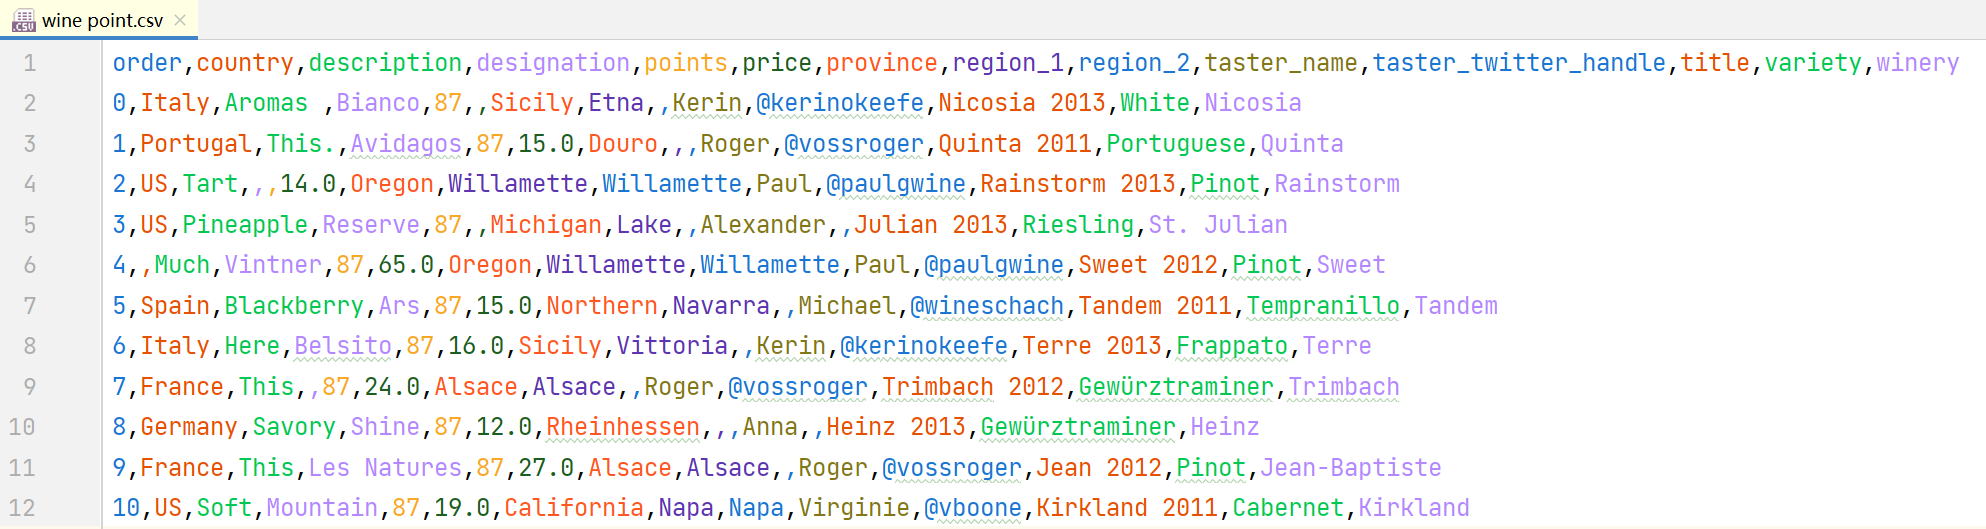 wine point.csv
1 order,country,description,designation,points,price,province,region_1,region_2,taster_name,taster_twitter_handle,title,variety,winery
2 0,Italy,Aromas ,Bianco,87,,Sicily,Etna,,Kerin,@kerinokeefe,Nicosia 2013,White,Nicosia
3 1,Portugal,This.,Avidagos,87,15.0,Douro,,,Roger,@vossroger,Quinta 2011,Portuguese,Quinta
4 2,US,Tart,,,14.0,Oregon,Willamette,Willamette,Paul,@paulgwine,Rainstorm 2013,Pinot,Rainstorm
5 3,US,Pineapple,Reserve,87,,Michigan,Lake,,Alexander,,Julian 2013,Riesling,St. Julian
6 4,,Much,Vintner,87,65.0,Oregon,Willamette,Willamette,Paul,@paulgwine,Sweet 2012,Pinot,Sweet
7 5,Spain,Blackberry,Ars,87,15.0,Northern,Navarra,,Michael,@wineschach,Tandem 2011,Tempranillo,Tandem
8 6,Italy,Here,Belsito,87,16.0,Sicily,Vittoria,,Kerin,@kerinokeefe,Terre 2013,Frappato,Terre
9 7,France,This,,87,24.0,Alsace,Alsace,,Roger,@vossroger,Trimbach 2012,Gewürztraminer,Trimbach
10 8,Germany,Savory,Shine,87,12.0,Rheinhessen,,,Anna,,Heinz 2013,Gewürztraminer,Heinz
11 9,France,This,Les Natures,87,27.0,Alsace,Alsace,,Roger,@vossroger,Jean 2012,Pinot,Jean-Baptiste
12 10,US,Soft,Mountain,87,19.0,California,Napa,Napa,Virginie,@vboone,Kirkland 2011,Cabernet,Kirkland